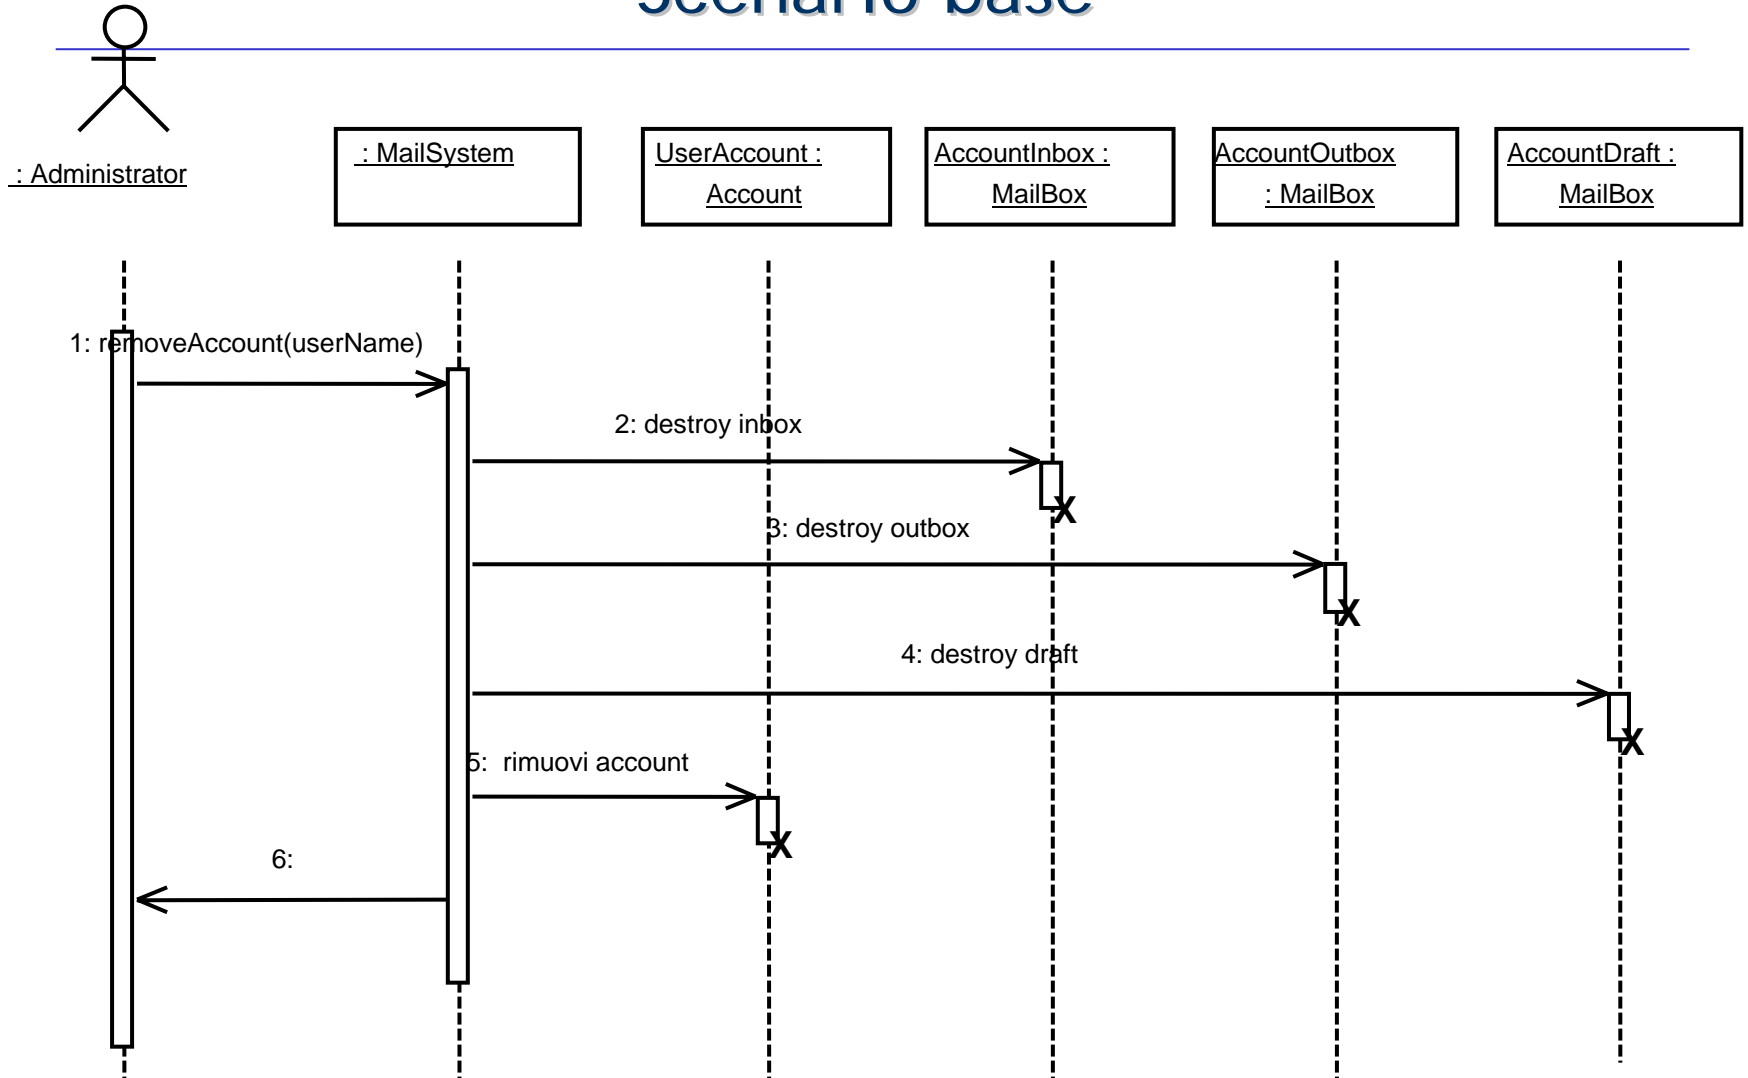 Scenario base
: Administrator
: MailSystem
UserAccount :
Account
AccountInbox :
MailBox
AccountOutbox
: MailBox
AccountDraft :
MailBox
1: removeAccount(userName)
2: destroy inbox
X
3: destroy outbox
X
4: destroy draft
X
5: rimuovi account
X
6: